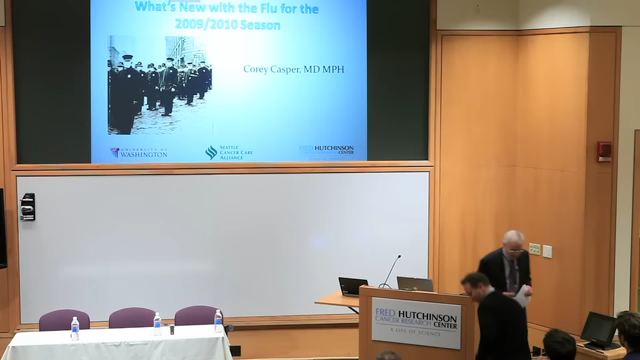 What's New with the Flu for the
2009/2010 Season
Corey Casper, MD MPH
UNIVERSITY OF
WASHINGTON
SEATTLE
CANCER CARE
ALLIANCE
FRED HUTCHINSON
CENTER
FRED HUTCHINSON
CANCER RESEARCH CENTER
A LIFE OF SCIENCE